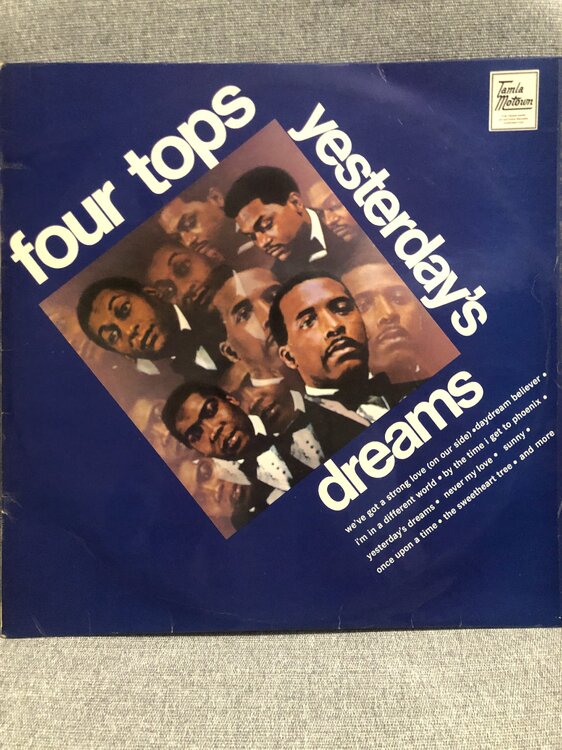 four tops
yesterday's
dreams
Tamla
Motown
we've got a strong love (on our side) • daydream believer •
i'm in a different world • by the time i get to phoenix •
yesterday's dreams • never my love • sunny •
once upon a time • the sweetheart tree • and more